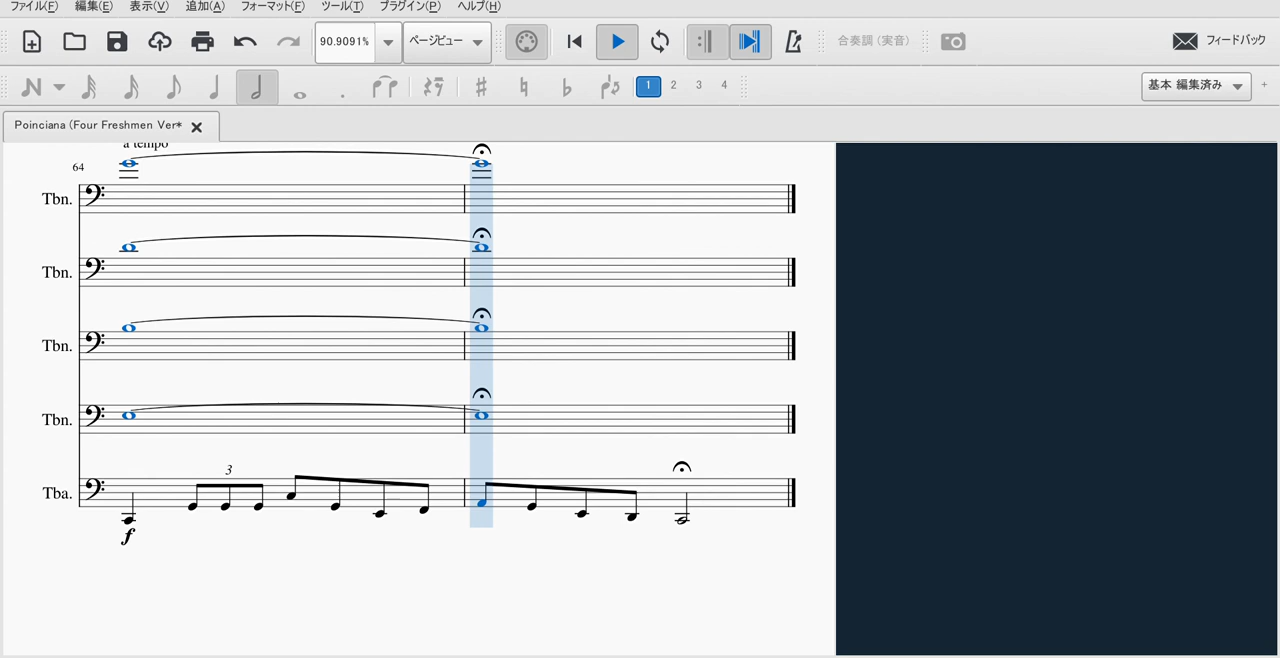 ファイル(F) 編集(E) 表示(V) 追加(A) フォーマット(F) ツール(T) プラグイン(P) ヘルプ(H)
90.9091% ページビュー 合奏調 (実音) フィードバック
1 2 3 4 基本 編集済み +
Poinciana (Four Freshmen Ver*
a tempo
64
Tbn.
Tbn.
Tbn.
Tbn.
3
Tba.
f